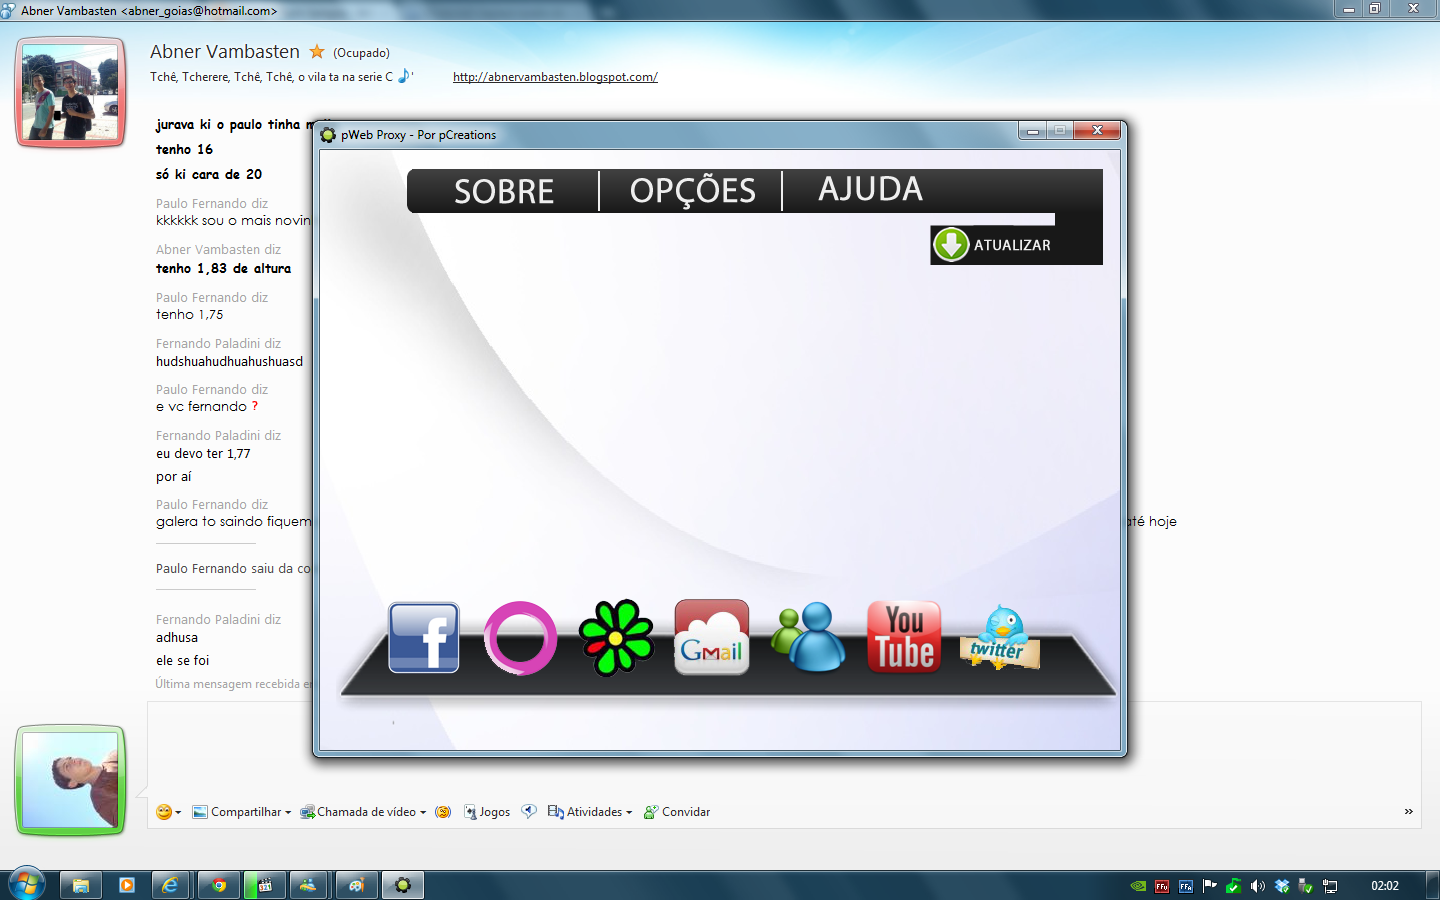 Abner Vambasten <abner_goias@hotmail.com>
Abner Vambasten (Ocupado)
Tchê, Tcherere, Tchê, Tchê, o vila ta na serie C ' http://abnervambasten.blogspot.com/
jurava ki o paulo tinha
tenho 16
só ki cara de 20
Paulo Fernando diz
kkkkkk sou o mais novin
Abner Vambasten diz
tenho 1,83 de altura
Paulo Fernando diz
tenho 1,75
Fernando Paladini diz
hudshuahudhuahushuasd
Paulo Fernando diz
e vc fernando ?
Fernando Paladini diz
eu devo ter 1,77
por aí
Paulo Fernando diz
galera to saindo fiquem
até hoje
Paulo Fernando saiu da co
Fernando Paladini diz
adhusa
ele se foi
Última mensagem recebida e
pWeb Proxy - Por pCreations
SOBRE OPÇÕES AJUDA
ATUALIZAR
f
GMail
You
Tube
twitter
Compartilhar Chamada de vídeo Jogos Atividades Convidar »
321
FFu FFa 02:02